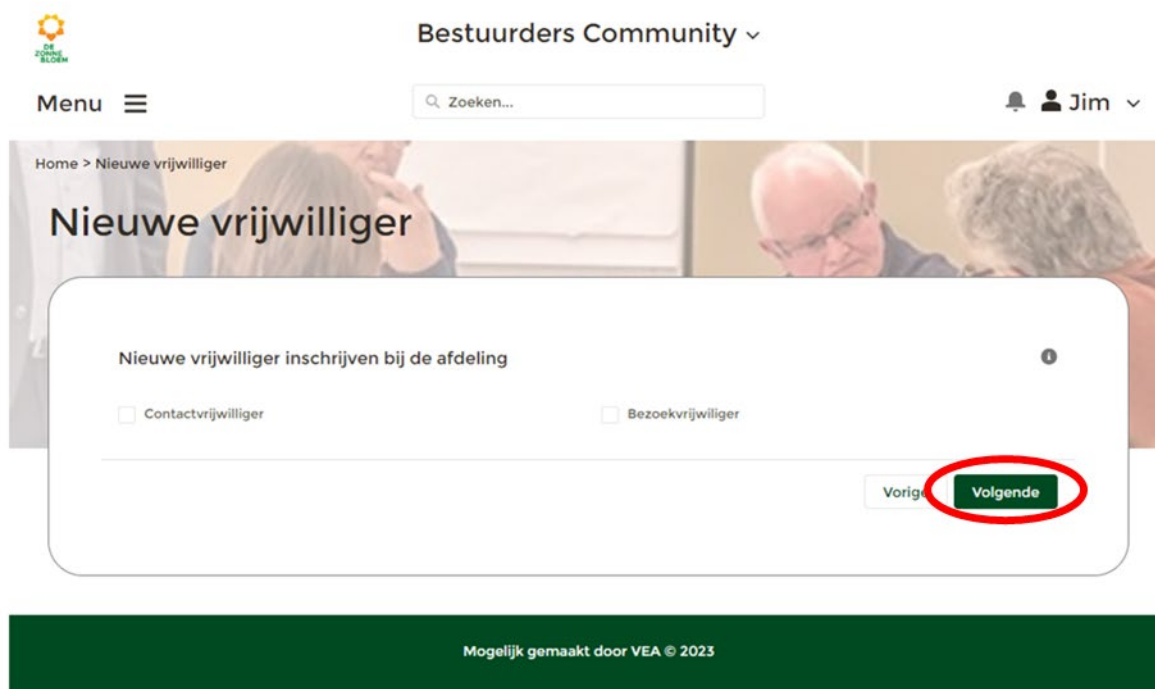 DE
ZONNE
BLOEM
Bestuurders Community
Menu
Zoeken...
Jim
Home > Nieuwe vrijwilliger
Nieuwe vrijwilliger
Nieuwe vrijwilliger inschrijven bij de afdeling
Contactvrijwilliger
Bezoekvrijwiliger
Vorige
Volgende
Mogelijk gemaakt door VEA © 2023